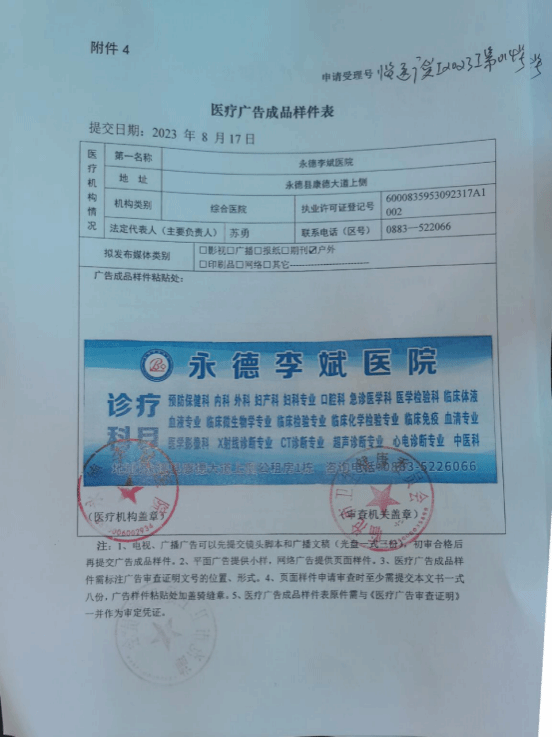 附件 4
申请受理号
医疗广告成品样件表
提交日期：2023 年 8 月 17 日
医疗机构情况
第一名称 永德李斌医院
地 址 永德县康德大道上侧
机构类别 综合医院 执业许可证登记号 6000835953092317A1002
法定代表人（主要负责人） 苏勇 联系电话（区号） 0883—522066
拟发布媒体类别 □影视□广播□报纸□期刊☑户外
□印刷品□网络□其它
广告成品样件粘贴处：
永德李斌医院
诊疗科目
预防保健科 内科 外科 妇产科 妇科专业 口腔科 急诊医学科 医学检验科 临床体液
血液专业 临床微生物学专业 临床检验专业 临床化学检验专业 临床免疫 血清专业
医学影像科 X射线诊断专业 CT诊断专业 超声诊断专业 心电诊断专业 中医科
83-5226066
（医疗机构盖章） （审查机关盖章）
注：1、电视、广播广告可以先提交镜头脚本和广播文稿（光盘一式三份），初审合格后
再提交广告成品样件。2、平面广告提供小样，网络广告提供页面样件。3、医疗广告成品样
件需标注广告审查证明文号的位置、形式。4、页面样件申请审查时至少需提交本文书一式
八份，广告样件粘贴处加盖骑缝章。5、医疗广告成品样件表原件需与《医疗广告审查证明》
一并作为审定凭证。